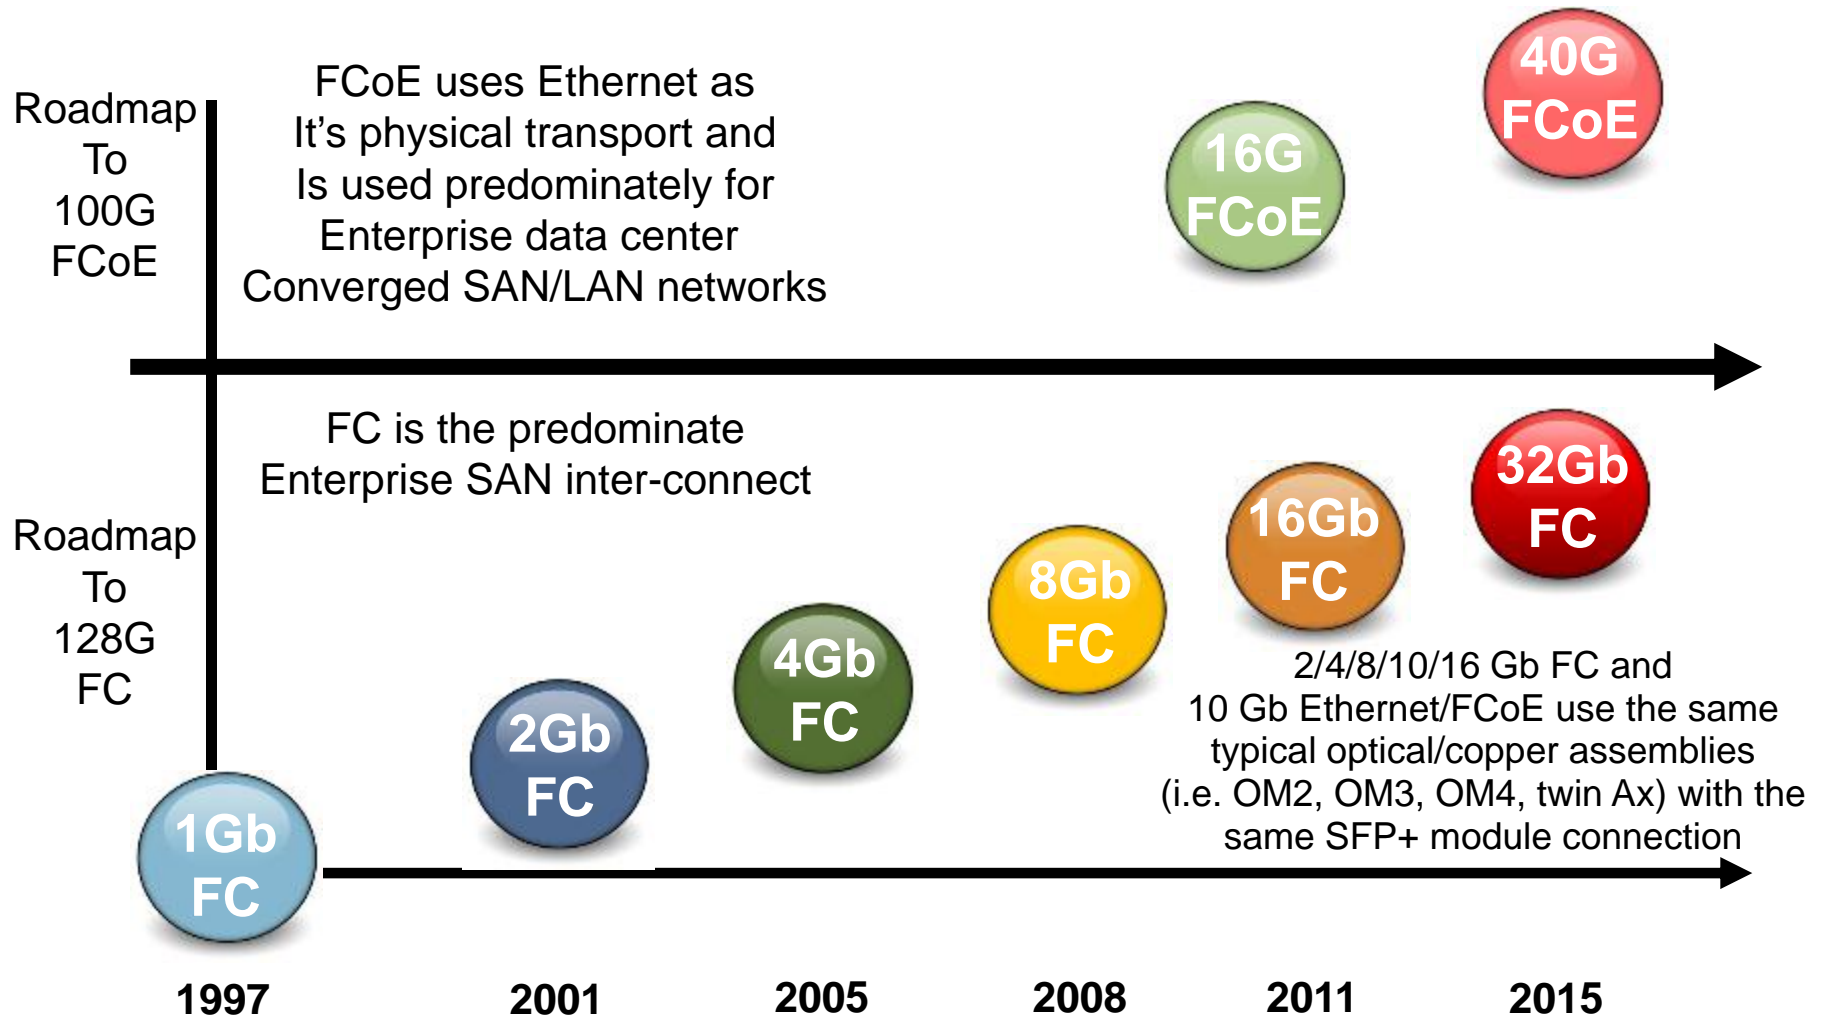 Roadmap
To
100G
FCoE
FCoE uses Ethernet as
It's physical transport and
Is used predominately for
Enterprise data center
Converged SAN/LAN networks
16G
FCoE
40G
FCoE
Roadmap
To
128G
FC
FC is the predominate
Enterprise SAN inter-connect
1Gb
FC
2Gb
FC
4Gb
FC
8Gb
FC
16Gb
FC
32Gb
FC
2/4/8/10/16 Gb FC and
10 Gb Ethernet/FCoE use the same
typical optical/copper assemblies
(i.e. OM2, OM3, OM4, twin Ax) with the
same SFP+ module connection
1997
2001
2005
2008
2011
2015